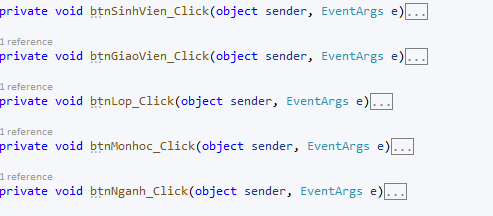 private void btnSinhVien_Click(object sender, EventArgs e)...
1 reference
private void btnGiaoVien_Click(object sender, EventArgs e)...
1 reference
private void btnLop_Click(object sender, EventArgs e)...
1 reference
private void btnMonhoc_Click(object sender, EventArgs e)...
1 reference
private void btnNganh_Click(object sender, EventArgs e)...